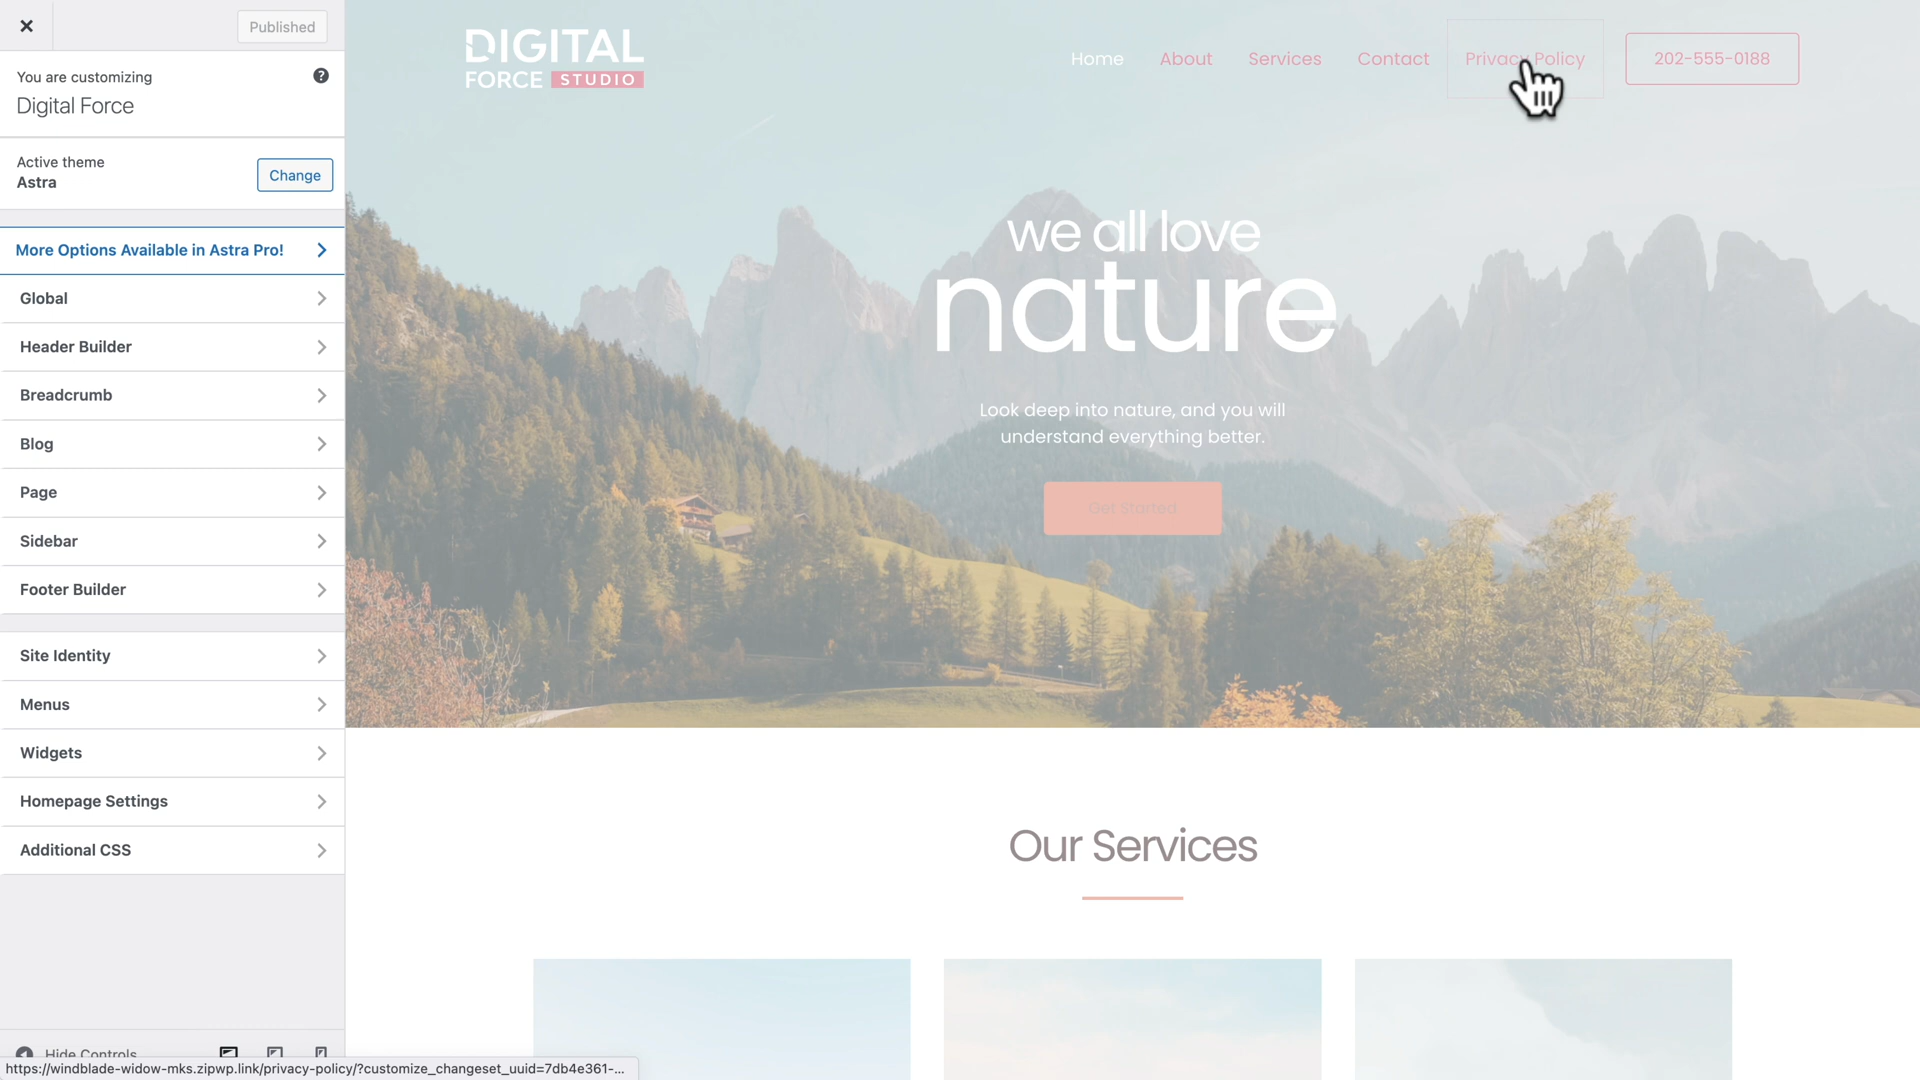 Published
You are customizing
Digital Force
Active theme
Astra
Change
More Options Available in Astra Pro!
Global
Header Builder
Breadcrumb
Blog
Page
Sidebar
Footer Builder
Site Identity
Menus
Widgets
Homepage Settings
Additional CSS
Hide Controls
https://windblade-widow-mks.zipwp.link/privacy-policy/?customize_changeset_uuid=7db4e361-...
DIGITAL
FORCE STUDIO
Home About Services Contact Privacy Policy 202-555-0188
we all love
nature
Look deep into nature, and you will
understand everything better.
Get Started
Our Services